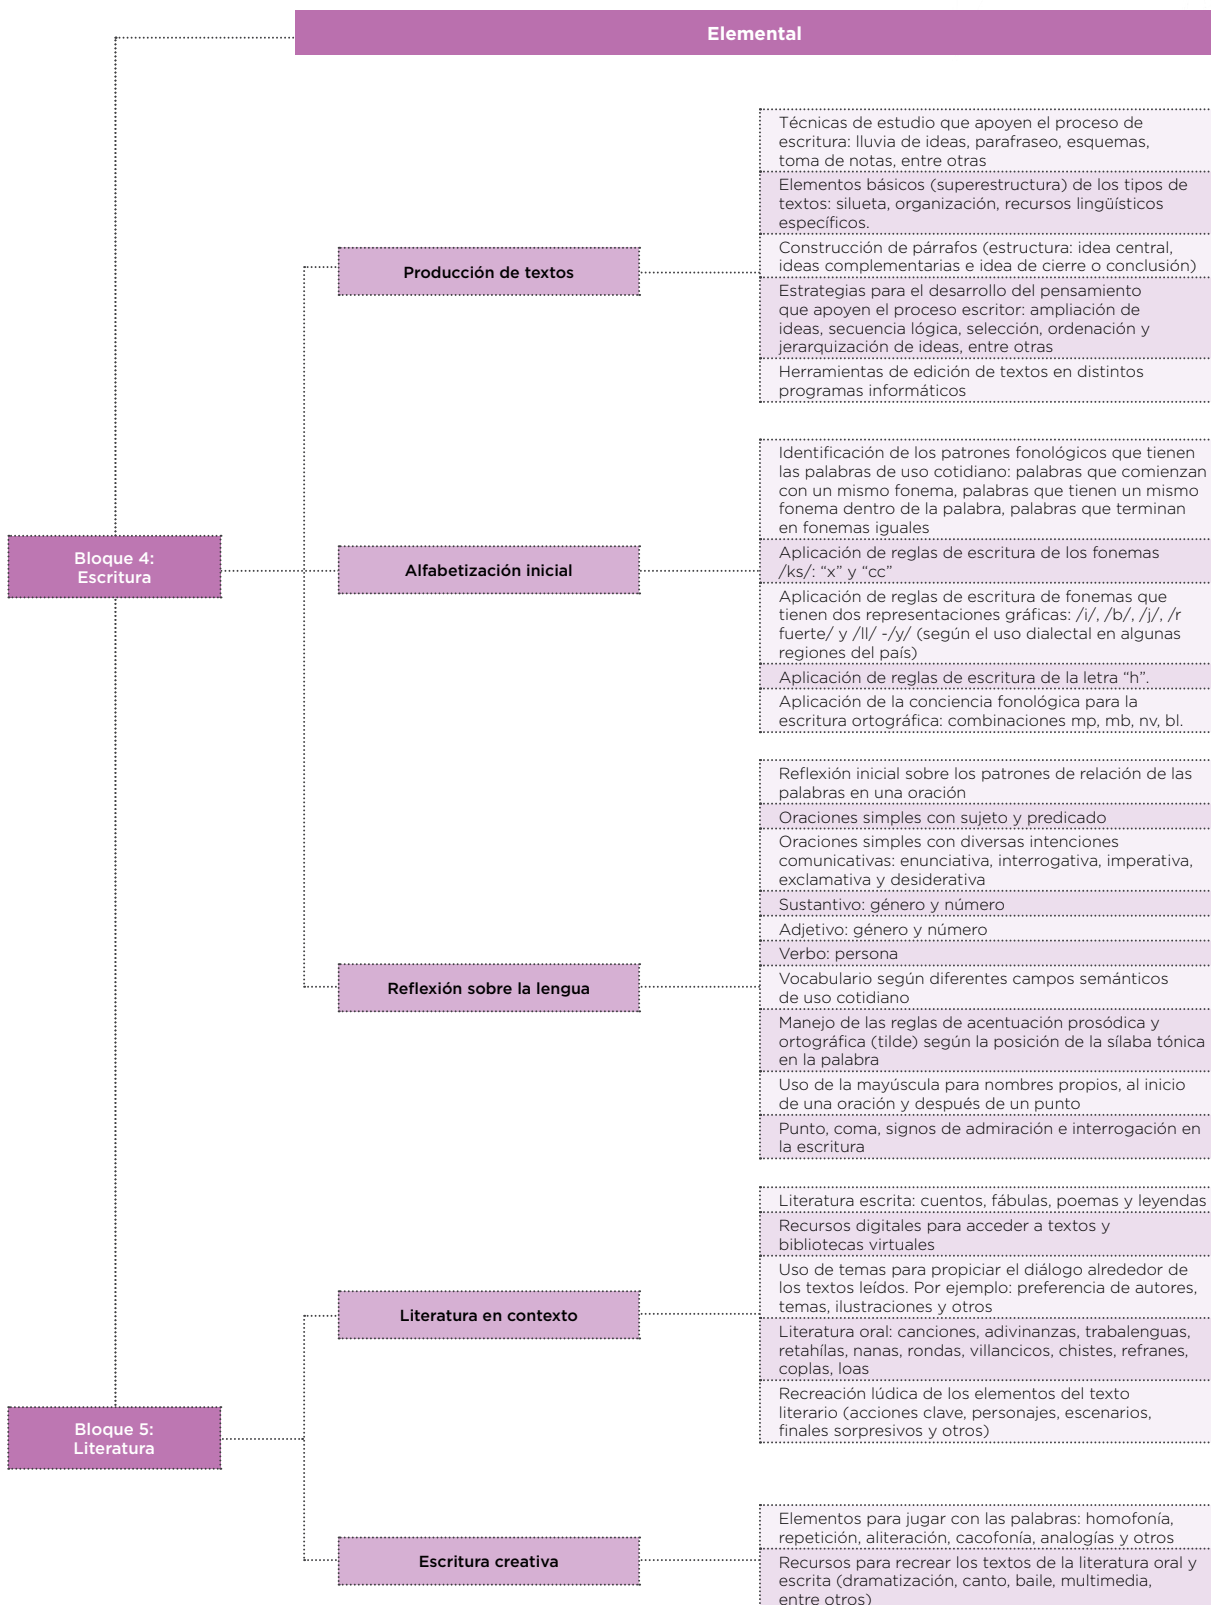 Elemental
Bloque 4:
Escritura
Producción de textos
Técnicas de estudio que apoyen el proceso de
escritura: lluvia de ideas, parafraseo, esquemas,
toma de notas, entre otras
Elementos básicos (superestructura) de los tipos de
textos: silueta, organización, recursos lingüísticos
específicos.
Construcción de párrafos (estructura: idea central,
ideas complementarias e idea de cierre o conclusión)
Estrategias para el desarrollo del pensamiento
que apoyen el proceso escritor: ampliación de
ideas, secuencia lógica, selección, ordenación y
jerarquización de ideas, entre otras
Herramientas de edición de textos en distintos
programas informáticos
Alfabetización inicial
Identificación de los patrones fonológicos que tienen
las palabras de uso cotidiano: palabras que comienzan
con un mismo fonema, palabras que tienen un mismo
fonema dentro de la palabra, palabras que terminan
en fonemas iguales
Aplicación de reglas de escritura de los fonemas
/ks/: “x” y “cc”
Aplicación de reglas de escritura de fonemas que
tienen dos representaciones gráficas: /i/, /b/, /j/, /r
fuerte/ y /ll/ -/y/ (según el uso dialectal en algunas
regiones del país)
Aplicación de reglas de escritura de la letra “h”.
Aplicación de la conciencia fonológica para la
escritura ortográfica: combinaciones mp, mb, nv, bl.
Reflexión sobre la lengua
Reflexión inicial sobre los patrones de relación de las
palabras en una oración
Oraciones simples con sujeto y predicado
Oraciones simples con diversas intenciones
comunicativas: enunciativa, interrogativa, imperativa,
exclamativa y desiderativa
Sustantivo: género y número
Adjetivo: género y número
Verbo: persona
Vocabulario según diferentes campos semánticos
de uso cotidiano
Manejo de las reglas de acentuación prosódica y
ortográfica (tilde) según la posición de la sílaba tónica
en la palabra
Uso de la mayúscula para nombres propios, al inicio
de una oración y después de un punto
Punto, coma, signos de admiración e interrogación en
la escritura
Bloque 5:
Literatura
Literatura en contexto
Literatura escrita: cuentos, fábulas, poemas y leyendas
Recursos digitales para acceder a textos y
bibliotecas virtuales
Uso de temas para propiciar el diálogo alrededor de
los textos leídos. Por ejemplo: preferencia de autores,
temas, ilustraciones y otros
Literatura oral: canciones, adivinanzas, trabalenguas,
retahílas, nanas, rondas, villancicos, chistes, refranes,
coplas, loas
Recreación lúdica de los elementos del texto
literario (acciones clave, personajes, escenarios,
finales sorpresivos y otros)
Escritura creativa
Elementos para jugar con las palabras: homofonía,
repetición, aliteración, cacofonía, analogías y otros
Recursos para recrear los textos de la literatura oral y
escrita (dramatización, canto, baile, multimedia,
entre otros)